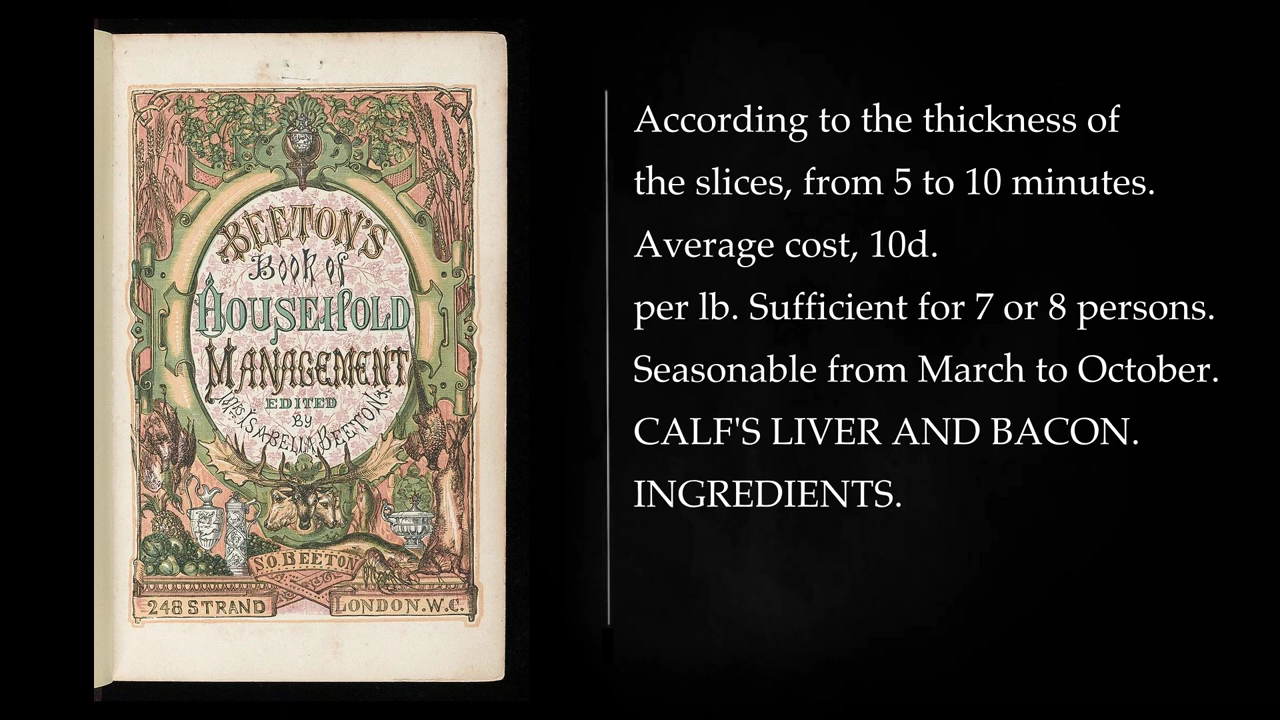 BEETON'S
Book of
HOUSEHOLD
MANAGEMENT
EDITED
BY
MRS ISABELLA BEETON
S.O. BEETON
248 STRAND
LONDON. W.C.
According to the thickness of
the slices, from 5 to 10 minutes.
Average cost, 10d.
per lb. Sufficient for 7 or 8 persons.
Seasonable from March to October.
CALF'S LIVER AND BACON.
INGREDIENTS.